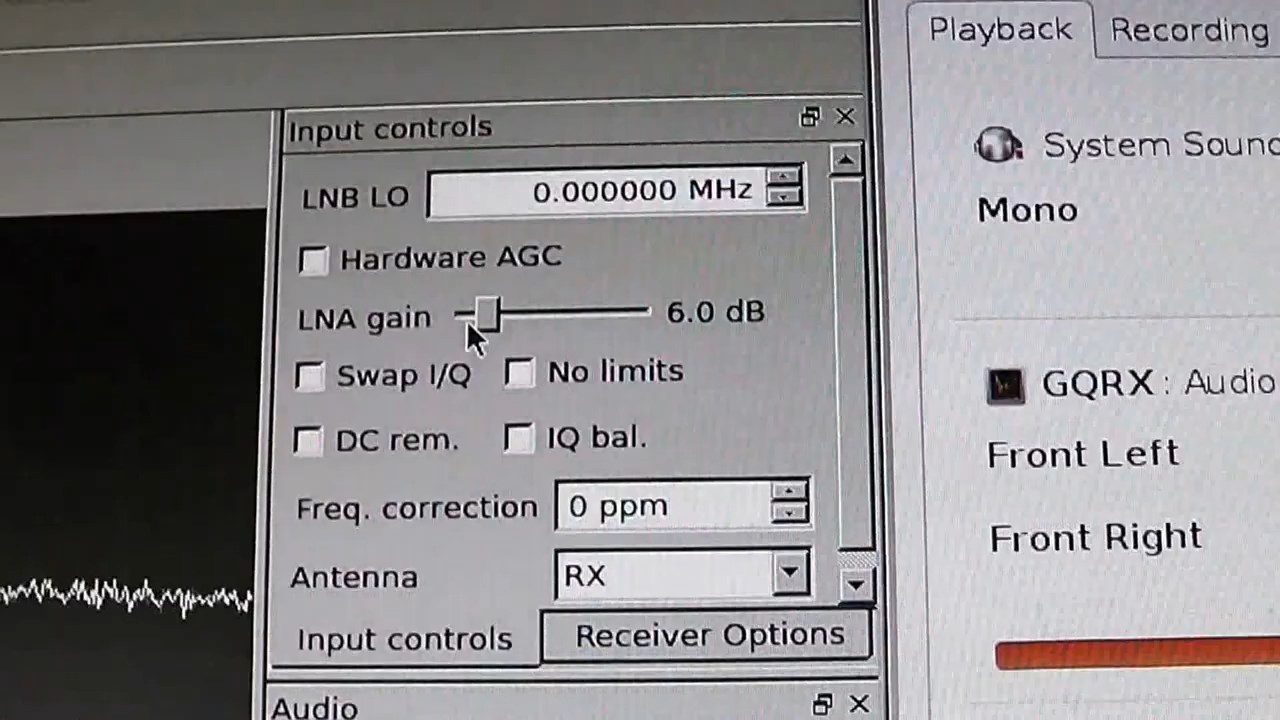 Playback Recording
Input controls
LNB LO 0.000000 MHz
Hardware AGC
LNA gain 6.0 dB
Swap I/Q No limits
DC rem. IQ bal.
Freq. correction 0 ppm
Antenna RX
Input controls Receiver Options
Audio
System Sound
Mono
GQRX : Audio
Front Left
Front Right